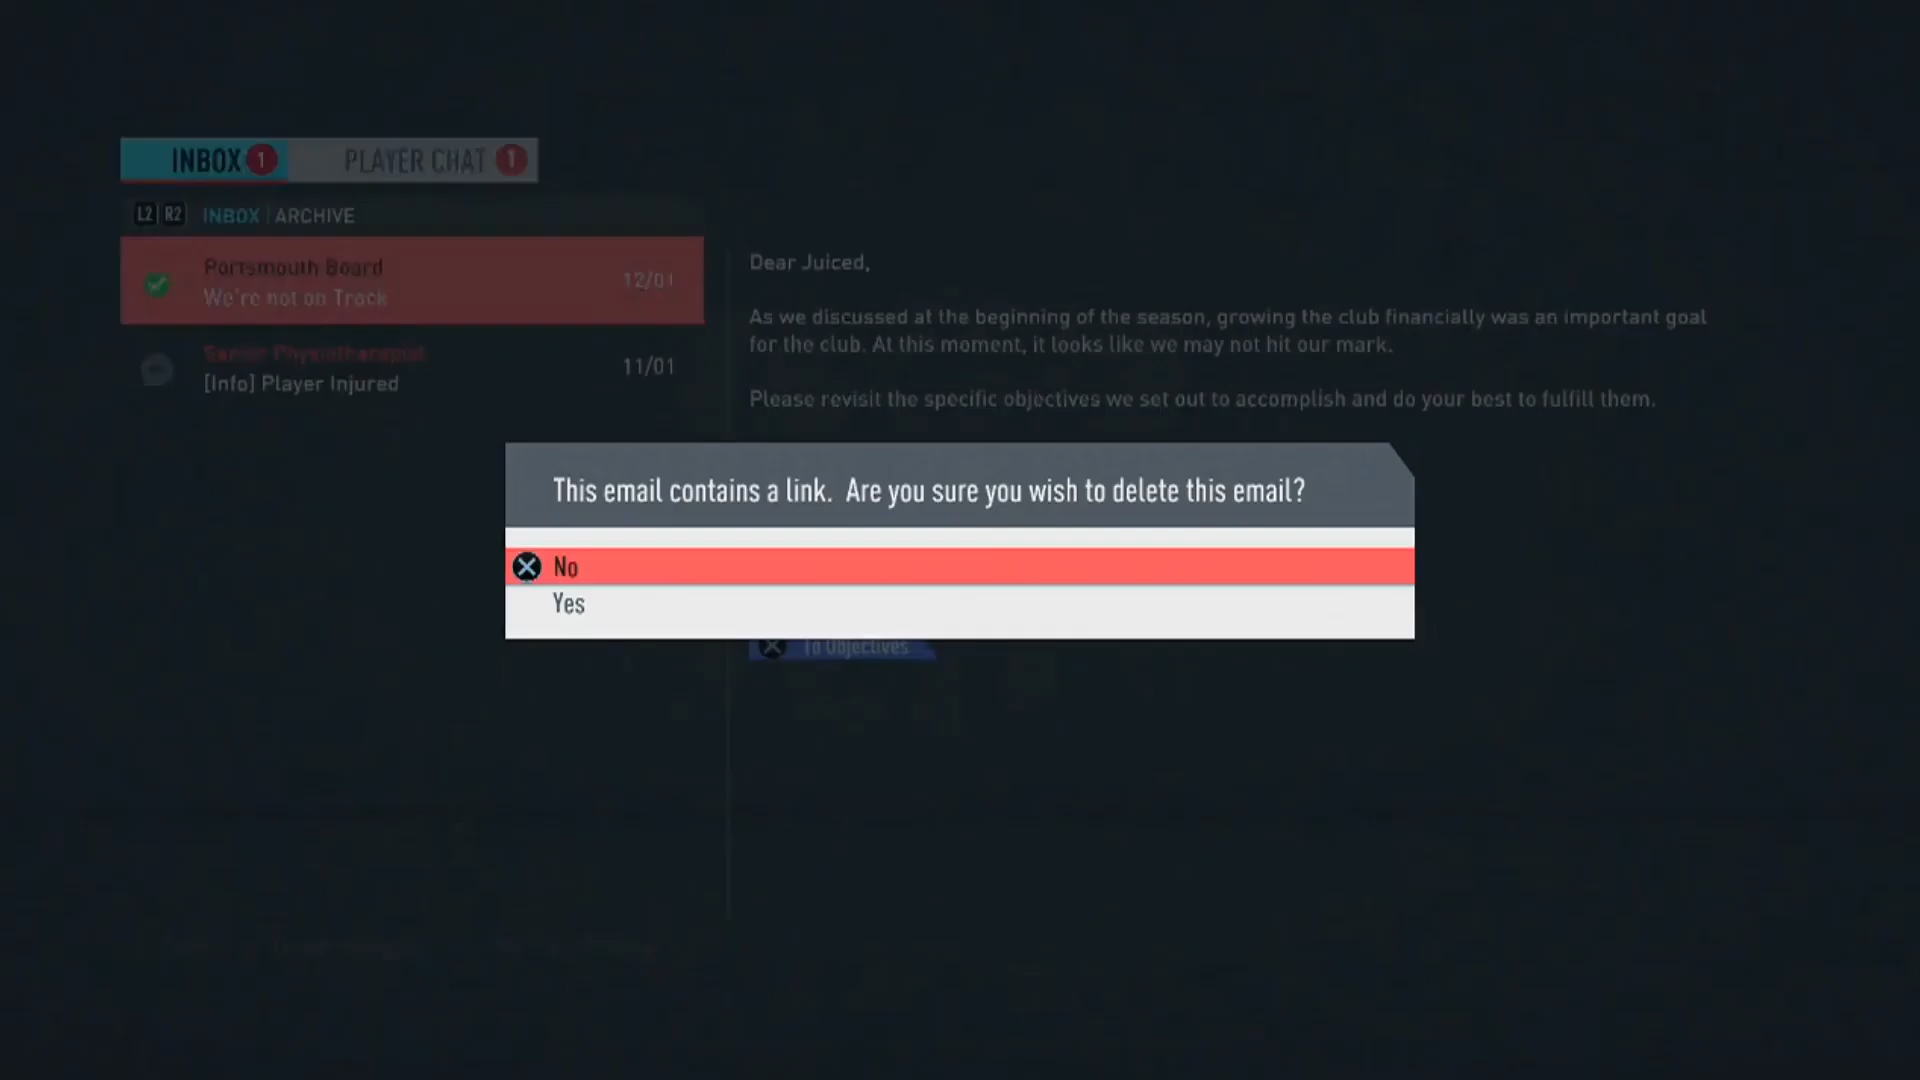 INBOX 1 PLAYER CHAT 1
L2 R2 INBOX | ARCHIVE
Portsmouth Board
We're not on Track
12/01
Senior Physiotherapist
[Info] Player Injured
11/01
Dear Juiced,
As we discussed at the beginning of the season, growing the club financially was an important goal
for the club. At this moment, it looks like we may not hit our mark.
Please revisit the specific objectives we set out to accomplish and do your best to fulfill them.
This email contains a link. Are you sure you wish to delete this email?
No
Yes
To Objectives